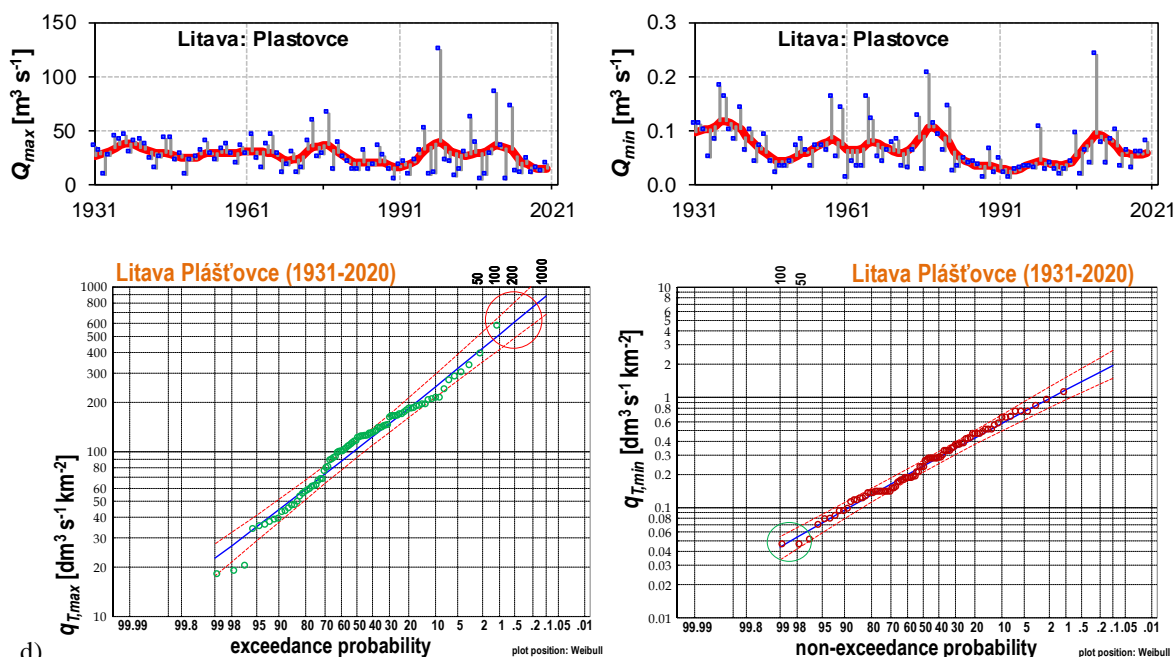 Litava: Plastovce
Q_max [m³ s⁻¹]
150
100
50
0
1931 1961 1991 2021
Litava: Plastovce
Q_min [m³ s⁻¹]
0.3
0.2
0.1
0.0
1931 1961 1991 2021
Litava Plášťovce (1931-2020)
50 100 200 1000
q_T,max [dm³ s⁻¹ km⁻²]
1000
800
600
500
400
300
200
100
80
60
50
40
30
20
10
99.99 99.8 99 98 95 90 80 70 60 50 40 30 20 10 5 2 1 .5 .2 .1 .05 .01
exceedance probability
plot position: Weibull
d)
Litava Plášťovce (1931-2020)
100 50
q_T,min [dm³ s⁻¹ km⁻²]
10
8
6
5
4
3
2
1
0.8
0.6
0.5
0.4
0.3
0.2
0.1
0.08
0.06
0.05
0.04
0.03
0.02
0.01
99.99 99.8 99 98 95 90 80 70 60 50 40 30 20 10 5 2 1 .5 .2 .1 .05 .01
non-exceedance probability
plot position: Weibull